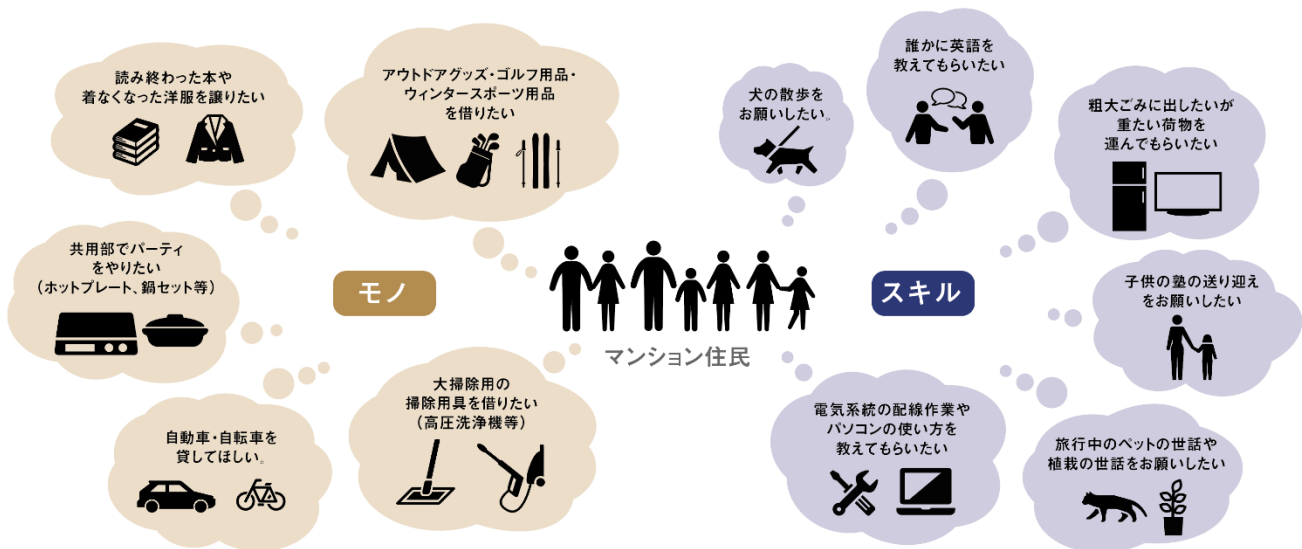 読み終わった本や
着なくなった洋服を譲りたい
アウトドアグッズ・ゴルフ用品・
ウィンタースポーツ用品
を借りたい
共用部でパーティ
をやりたい
（ホットプレート、鍋セット等）
モノ
自動車・自転車を
貸してほしい。
大掃除用の
掃除用具を借りたい
（高圧洗浄機等）
マンション住民
犬の散歩を
お願いしたい。
誰かに英語を
教えてもらいたい
粗大ごみに出したいが
重たい荷物を
運んでもらいたい
スキル
子供の塾の送り迎え
をお願いしたい
電気系統の配線作業や
パソコンの使い方を
教えてもらいたい
旅行中のペットの世話や
植栽の世話をお願いしたい